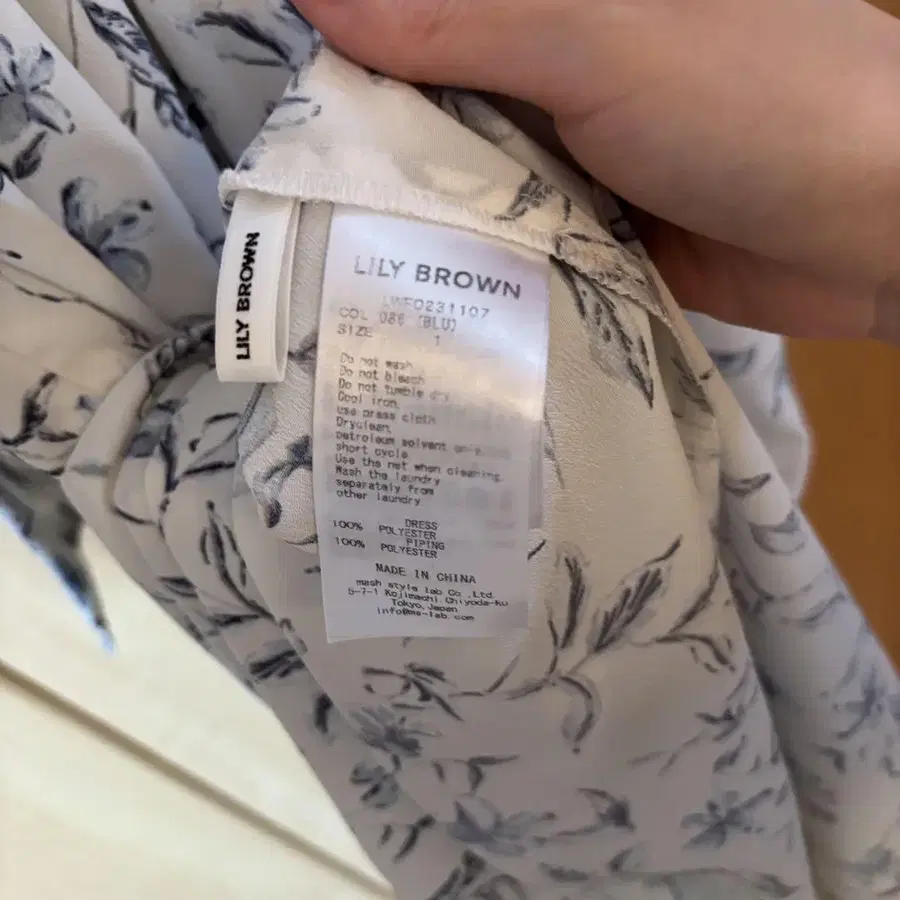 LILY BROWN
LILY BROWN
LWFO231107
COL 086 (BLU)
SIZE 1
Do not wash
Do not bleach
Do not tumble dry
Cool iron.
use press cloth
Dryclean.
petroleum solvent only
short cycle
Use the net when cleaning.
Wash the laundry
separately from
other laundry
DRESS
100% POLYESTER
PIPING
100% POLYESTER
MADE IN CHINA
mash style lab Co.,Ltd.
5-7-1 Kojimachi,Chiyoda-ku
Tokyo,Japan
info@ms-lab.com